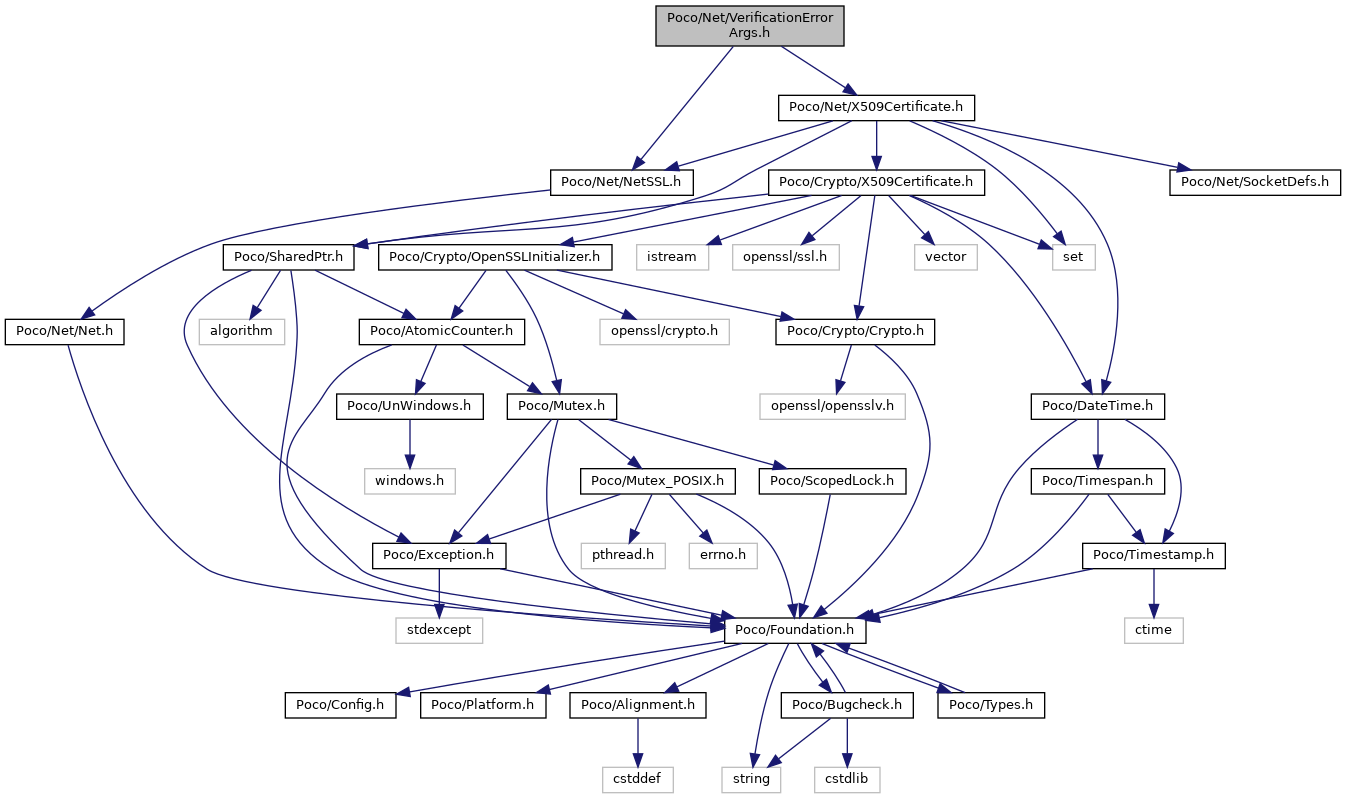 Poco/Net/VerificationError
Args.h
Poco/Net/X509Certificate.h
Poco/Net/NetSSL.h
Poco/Crypto/X509Certificate.h
Poco/Net/SocketDefs.h
Poco/SharedPtr.h
Poco/Crypto/OpenSSLInitializer.h
istream
openssl/ssl.h
vector
set
Poco/Net/Net.h
algorithm
Poco/AtomicCounter.h
openssl/crypto.h
Poco/Crypto/Crypto.h
Poco/UnWindows.h
Poco/Mutex.h
openssl/opensslv.h
Poco/DateTime.h
windows.h
Poco/Mutex_POSIX.h
Poco/ScopedLock.h
Poco/Timespan.h
Poco/Exception.h
pthread.h
errno.h
Poco/Timestamp.h
stdexcept
Poco/Foundation.h
ctime
Poco/Config.h
Poco/Platform.h
Poco/Alignment.h
Poco/Bugcheck.h
Poco/Types.h
cstddef
string
cstdlib